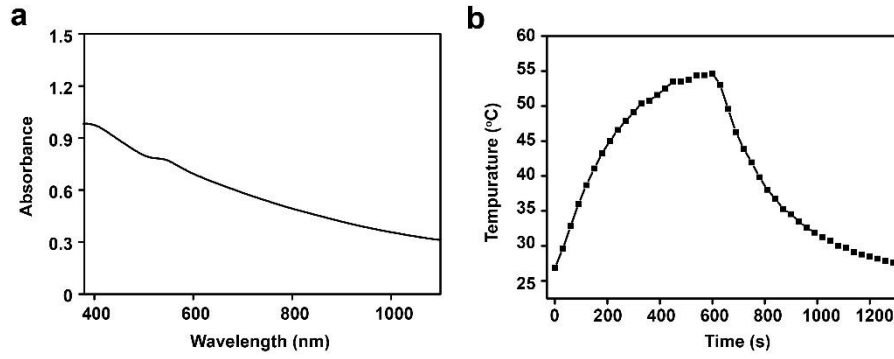 a
1.5
1.2
0.9
0.6
0.3
0
Absorbance
400 600 800 1000
Wavelength (nm)
b
60
55
50
45
40
35
30
25
Tempurature (°C)
0 200 400 600 800 1000 1200
Time (s)